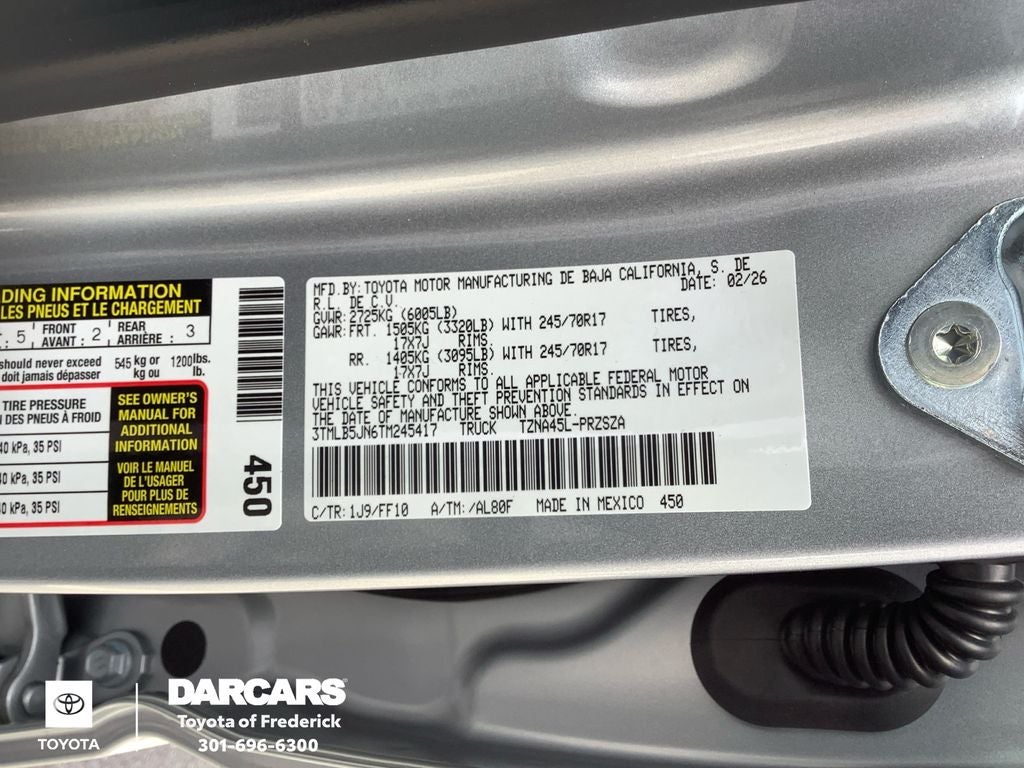 DING INFORMATION
LES PNEUS ET LE CHARGEMENT
5 FRONT AVANT : 2 REAR ARRIÈRE : 3
should never exceed 545 kg or 1200 lbs.
doit jamais dépasser kg ou lb.
TIRE PRESSURE
DES PNEUS À FROID
kPa, 35 PSI
kPa, 35 PSI
kPa, 35 PSI
SEE OWNER'S
MANUAL FOR
ADDITIONAL
INFORMATION
VOIR LE MANUEL
DE L'USAGER
POUR PLUS DE
RENSEIGNEMENTS
450
MFD.BY:TOYOTA MOTOR MANUFACTURING DE BAJA CALIFORNIA, S. DE
R.L. DE C.V. DATE: 02/26
GVWR:2725KG (6005LB)
GAWR:FRT. 1505KG (3320LB) WITH 245/70R17 TIRES,
17X7J RIMS.
RR. 1405KG (3095LB) WITH 245/70R17 TIRES,
17X7J RIMS.
THIS VEHICLE CONFORMS TO ALL APPLICABLE FEDERAL MOTOR
VEHICLE SAFETY AND THEFT PREVENTION STANDARDS IN EFFECT ON
THE DATE OF MANUFACTURE SHOWN ABOVE.
3TMLB5JN6TM245417 TRUCK TZNA45L-PRZSZA
C/TR:1J9/FF10 A/TM:/AL80F MADE IN MEXICO 450
TOYOTA
DARCARS
Toyota of Frederick
301-696-6300